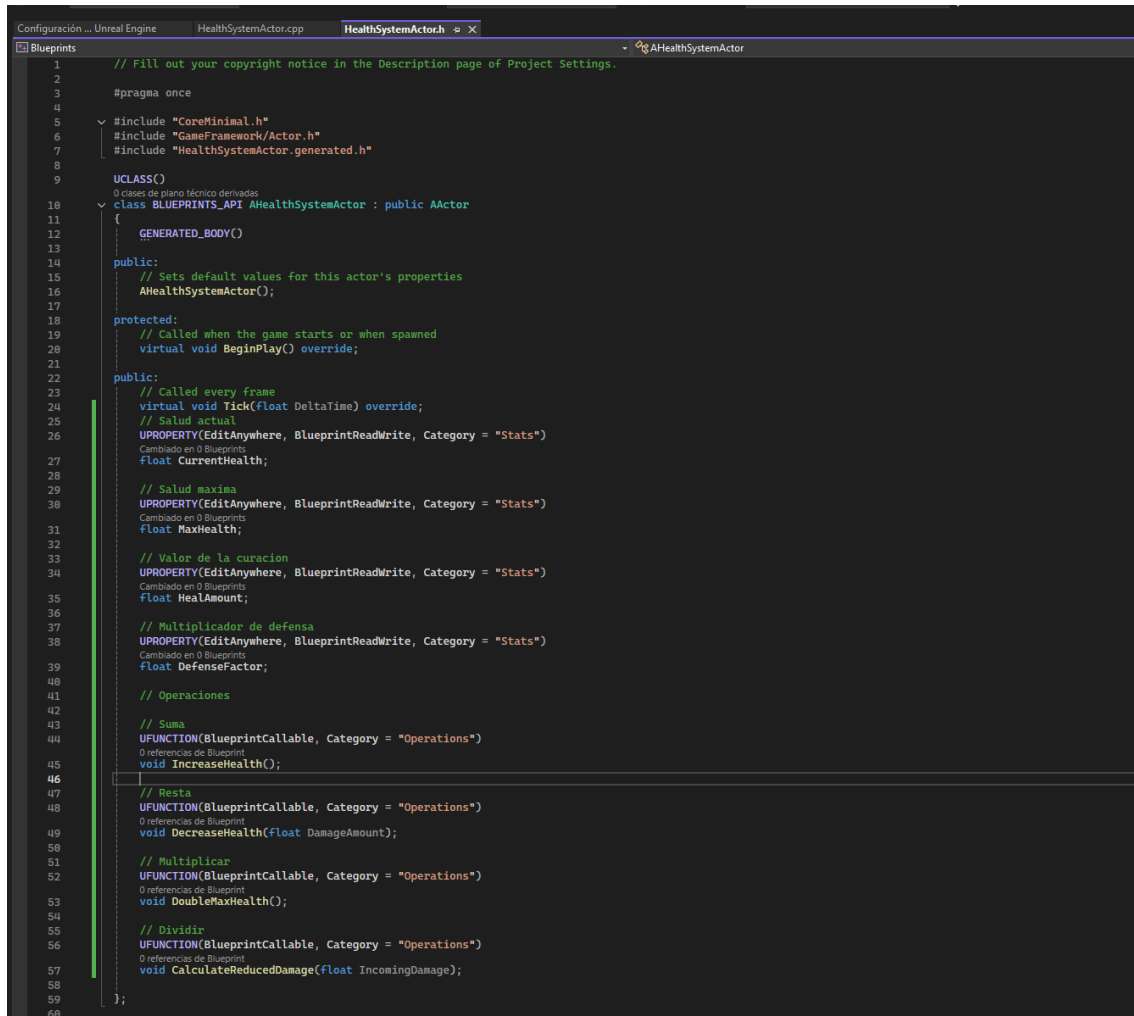 Configuración ... Unreal Engine HealthSystemActor.cpp HealthSystemActor.h
Blueprints AHealthSystemActor
1 // Fill out your copyright notice in the Description page of Project Settings.
2
3 #pragma once
4
5 #include "CoreMinimal.h"
6 #include "GameFramework/Actor.h"
7 #include "HealthSystemActor.generated.h"
8
9 UCLASS()
0 clases de plano técnico derivadas
10 class BLUEPRINTS_API AHealthSystemActor : public AActor
11 {
12 GENERATED_BODY()
13
14 public:
15 // Sets default values for this actor's properties
16 AHealthSystemActor();
17
18 protected:
19 // Called when the game starts or when spawned
20 virtual void BeginPlay() override;
21
22 public:
23 // Called every frame
24 virtual void Tick(float DeltaTime) override;
25 // Salud actual
26 UPROPERTY(EditAnywhere, BlueprintReadWrite, Category = "Stats")
Cambiado en 0 Blueprints
27 float CurrentHealth;
28
29 // Salud maxima
30 UPROPERTY(EditAnywhere, BlueprintReadWrite, Category = "Stats")
Cambiado en 0 Blueprints
31 float MaxHealth;
32
33 // Valor de la curacion
34 UPROPERTY(EditAnywhere, BlueprintReadWrite, Category = "Stats")
Cambiado en 0 Blueprints
35 float HealAmount;
36
37 // Multiplicador de defensa
38 UPROPERTY(EditAnywhere, BlueprintReadWrite, Category = "Stats")
Cambiado en 0 Blueprints
39 float DefenseFactor;
40
41 // Operaciones
42
43 // Suma
44 UFUNCTION(BlueprintCallable, Category = "Operations")
0 referencias de Blueprint
45 void IncreaseHealth();
46
47 // Resta
48 UFUNCTION(BlueprintCallable, Category = "Operations")
0 referencias de Blueprint
49 void DecreaseHealth(float DamageAmount);
50
51 // Multiplicar
52 UFUNCTION(BlueprintCallable, Category = "Operations")
0 referencias de Blueprint
53 void DoubleMaxHealth();
54
55 // Dividir
56 UFUNCTION(BlueprintCallable, Category = "Operations")
0 referencias de Blueprint
57 void CalculateReducedDamage(float IncomingDamage);
58
59 };
60